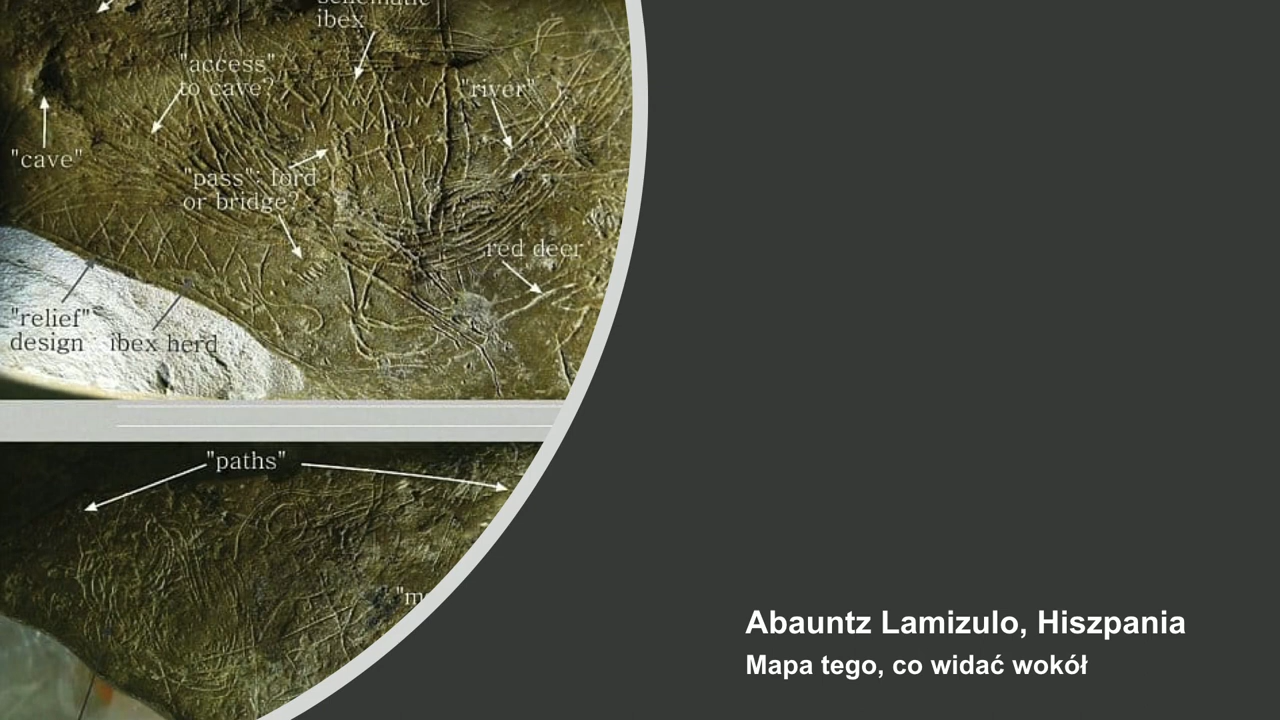 schematic
ibex
"access"
to cave?
"river"
"cave"
"pass": ford
or bridge?
red deer
"relief"
design
ibex herd
"paths"
Abauntz Lamizulo, Hiszpania
Mapa tego, co widać wokół